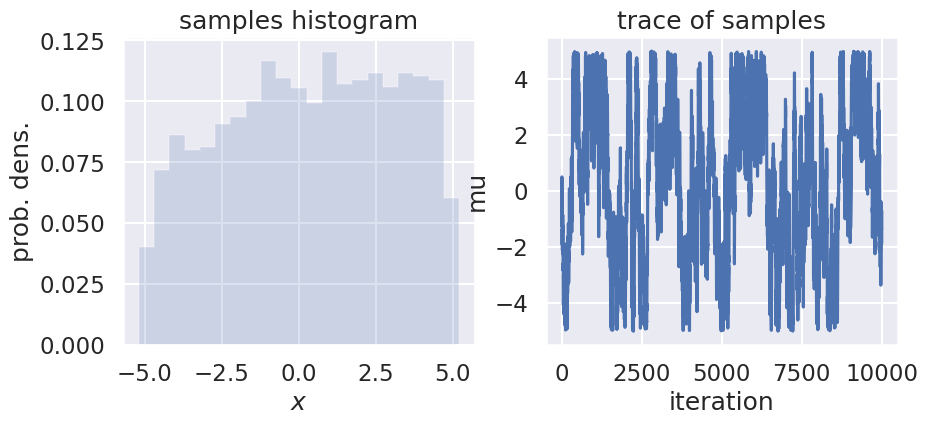 samples histogram
prob. dens.
0.125
0.100
0.075
0.050
0.025
0.000
−5.0 −2.5 0.0 2.5 5.0
x
trace of samples
mu
4
2
0
−2
−4
0 2500 5000 7500 10000
iteration